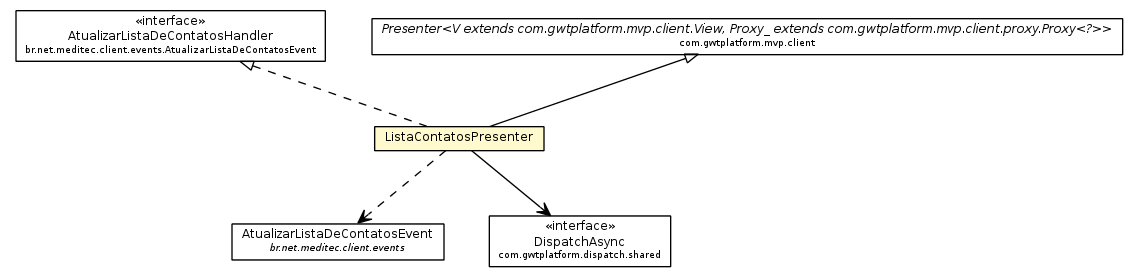 «interface»
AtualizarListaDeContatosHandler
br.net.meditec.client.events.AtualizarListaDeContatosEvent
Presenter<V extends com.gwtplatform.mvp.client.View, Proxy_ extends com.gwtplatform.mvp.client.proxy.Proxy<?>>
com.gwtplatform.mvp.client
ListaContatosPresenter
AtualizarListaDeContatosEvent
br.net.meditec.client.events
«interface»
DispatchAsync
com.gwtplatform.dispatch.shared